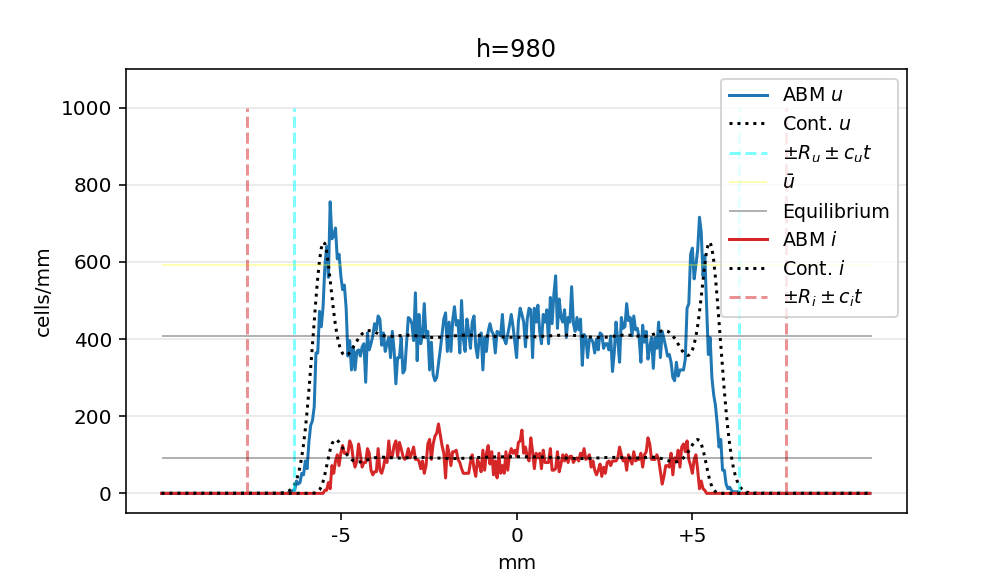 h=980
1000
800
600
400
200
0
cells/mm
-5
0
+5
mm
ABM u
Cont. u
±R_u ± c_u t
ū
Equilibrium
ABM i
Cont. i
±R_i ± c_i t